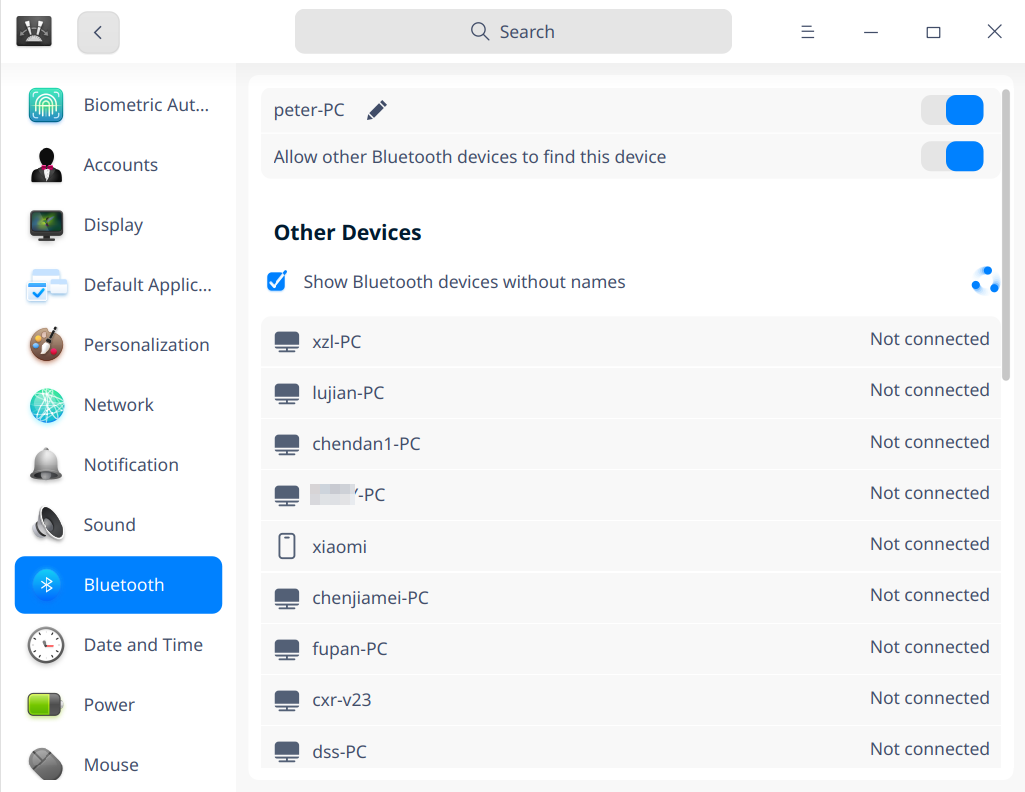 Search
Biometric Aut...
Accounts
Display
Default Applic...
Personalization
Network
Notification
Sound
Bluetooth
Date and Time
Power
Mouse
peter-PC
Allow other Bluetooth devices to find this device
Other Devices
Show Bluetooth devices without names
xzl-PC Not connected
lujian-PC Not connected
chendan1-PC Not connected
-PC Not connected
xiaomi Not connected
chenjiamei-PC Not connected
fupan-PC Not connected
cxr-v23 Not connected
dss-PC Not connected